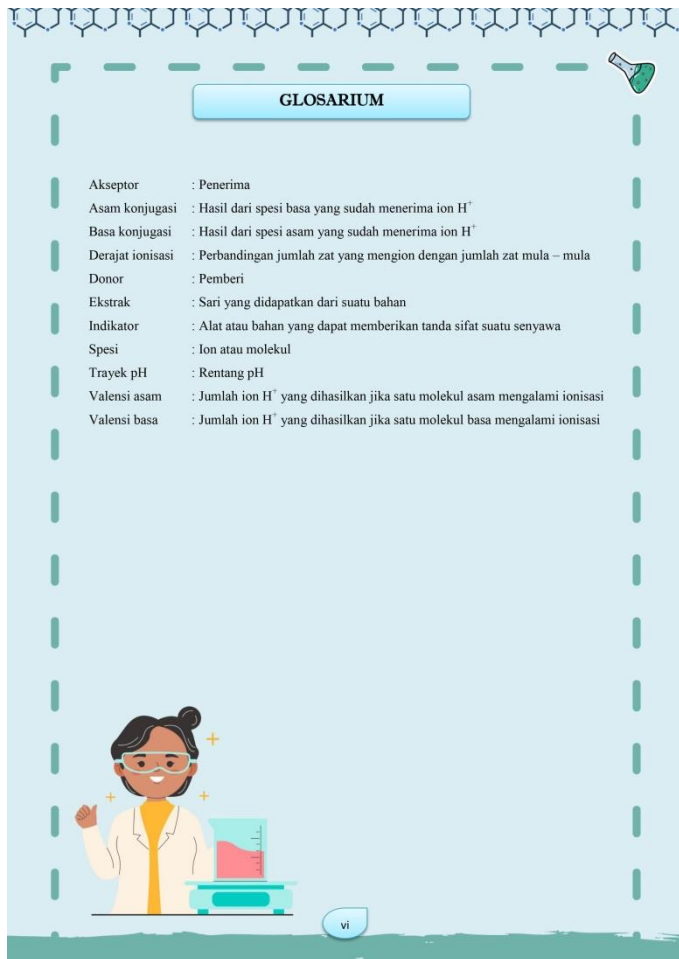 GLOSARIUM
Akseptor : Penerima
Asam konjugasi : Hasil dari spesi basa yang sudah menerima ion H⁺
Basa konjugasi : Hasil dari spesi asam yang sudah menerima ion H⁺
Derajat ionisasi : Perbandingan jumlah zat yang mengion dengan jumlah zat mula – mula
Donor : Pemberi
Ekstrak : Sari yang didapatkan dari suatu bahan
Indikator : Alat atau bahan yang dapat memberikan tanda sifat suatu senyawa
Spesi : Ion atau molekul
Trayek pH : Rentang pH
Valensi asam : Jumlah ion H⁺ yang dihasilkan jika satu molekul asam mengalami ionisasi
Valensi basa : Jumlah ion H⁺ yang dihasilkan jika satu molekul basa mengalami ionisasi
vi